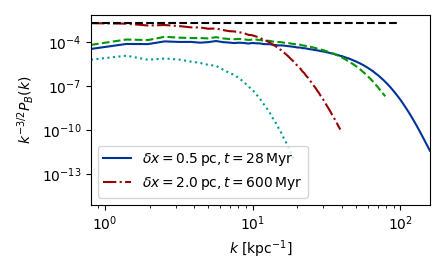 k^{-3/2}P_B(k)
10^{-4}
10^{-7}
10^{-10}
10^{-13}
δx = 0.5 pc, t = 28 Myr
δx = 2.0 pc, t = 600 Myr
10^0 10^1 10^2
k [kpc^{-1}]